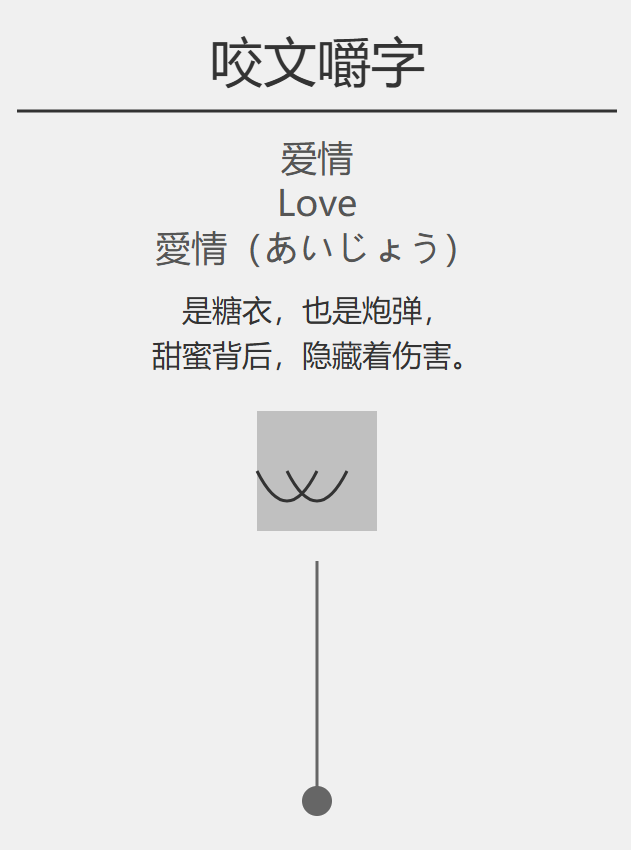 咬文嚼字
爱情
Love
愛情（あいじょう）
是糖衣，也是炮弹，
甜蜜背后，隐藏着伤害。